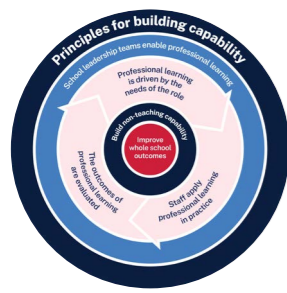 Principles for building capability
School leadership teams enable professional learning
Professional learning
is driven by the
needs of the role
Build non-teaching capability
Improve
whole school
outcomes
The outcomes of
professional learning
are evaluated
Staff apply
professional learning
in practice